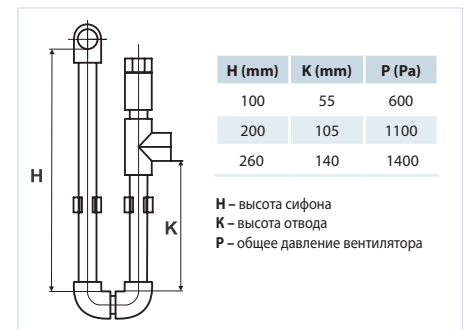 H
K
H (mm) K (mm) P (Pa)
100 55 600
200 105 1100
260 140 1400
H – высота сифона
K – высота отвода
P – общее давление вентилятора